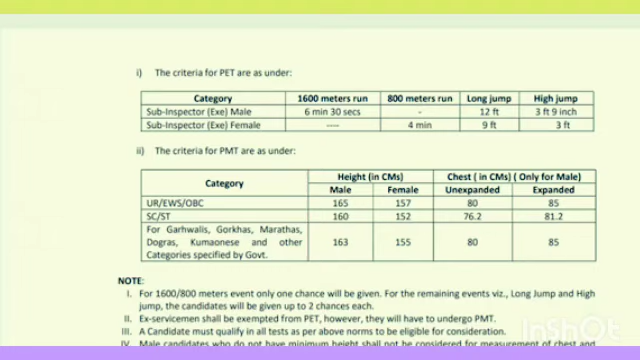 i) The criteria for PET are as under:
Category 1600 meters run 800 meters run Long jump High jump
Sub-Inspector (Exe) Male 6 min 30 secs - 12 ft 3 ft 9 inch
Sub-Inspector (Exe) Female ---- 4 min 9 ft 3 ft
ii) The criteria for PMT are as under:
Category Height (in CMs) Chest ( in CMs) ( Only for Male)
Male Female Unexpanded Expanded
UR/EWS/OBC 165 157 80 85
SC/ST 160 152 76.2 81.2
For Garhwalis, Gorkhas, Marathas,
Dogras, Kumaonese and other 163 155 80 85
Categories specified by Govt.
NOTE:
I. For 1600/800 meters event only one chance will be given. For the remaining events viz., Long Jump and High
jump, the candidates will be given up to 2 chances each.
II. Ex-servicemen shall be exempted from PET, however, they will have to undergo PMT.
III. A Candidate must qualify in all tests as per above norms to be eligible for consideration.
IV. Male candidates who do not have minimum height shall not be considered for measurement of chest and
InShOt